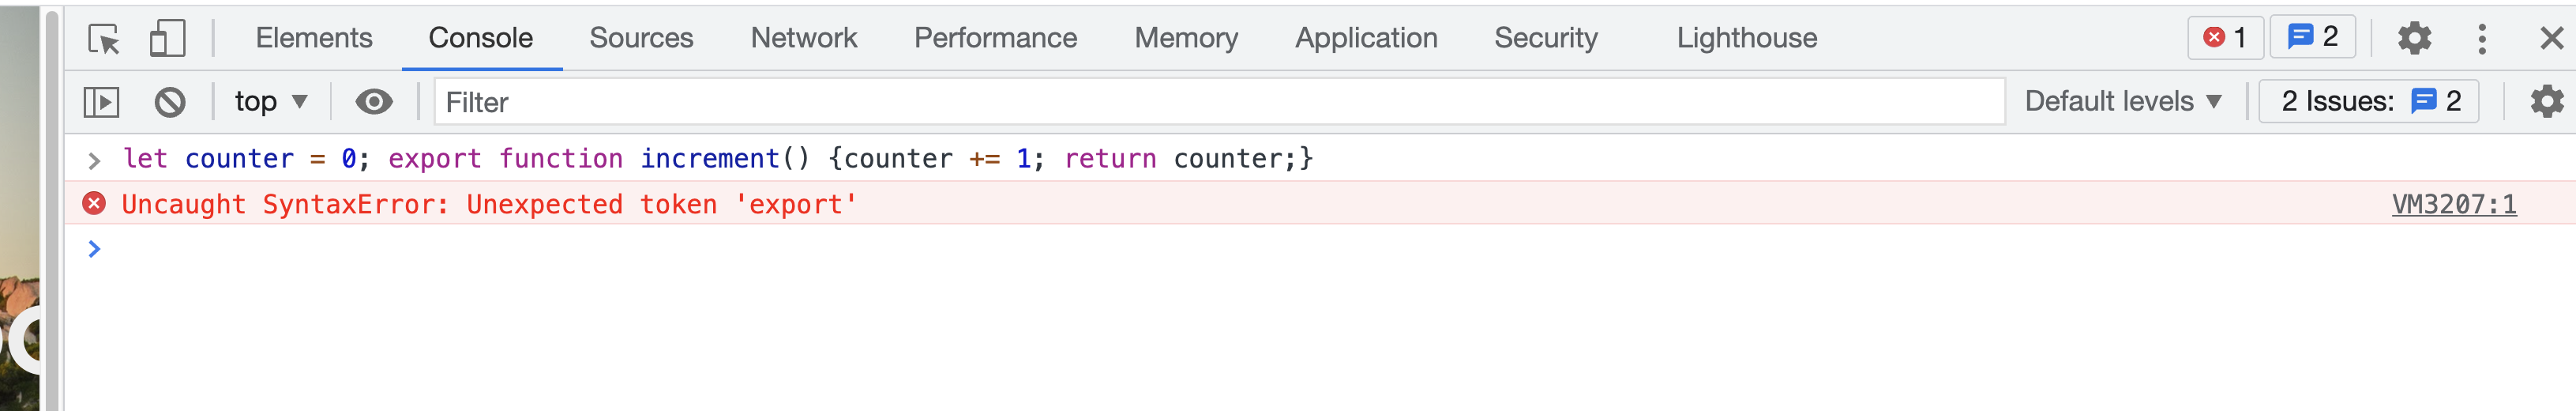 Elements Console Sources Network Performance Memory Application Security Lighthouse 1 2
top Filter Default levels 2 Issues: 2
let counter = 0; export function increment() {counter += 1; return counter;}
Uncaught SyntaxError: Unexpected token 'export' VM3207:1